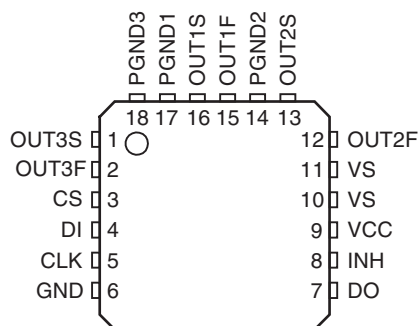 PGND3
PGND1
OUT1S
OUT1F
PGND2
OUT2S
18 17 16 15 14 13
OUT3S 1 12 OUT2F
OUT3F 2 11 VS
CS 3 10 VS
DI 4 9 VCC
CLK 5 8 INH
GND 6 7 DO